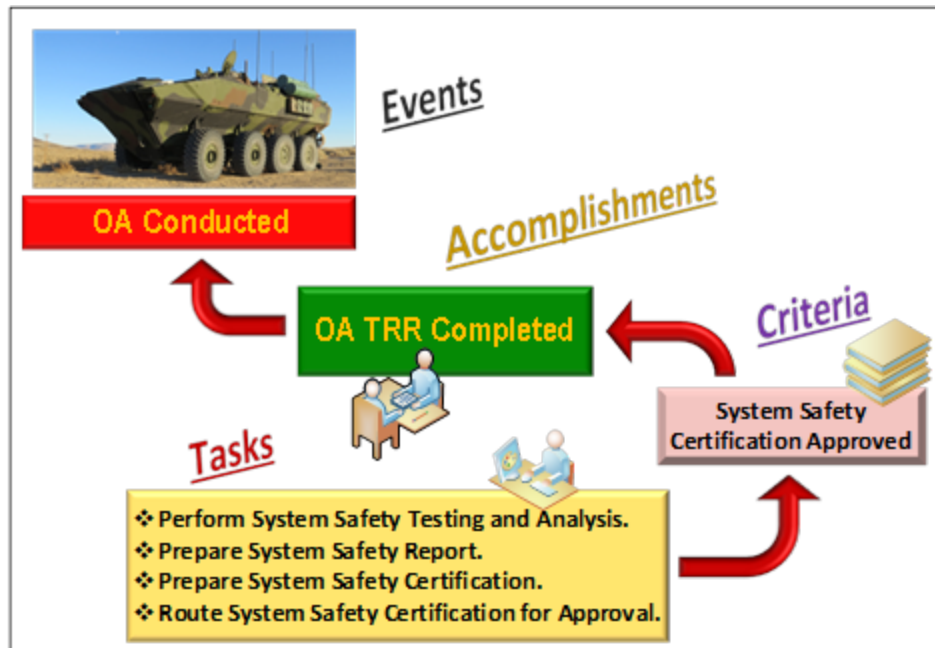 Events
OA Conducted
Accomplishments
OA TRR Completed
Criteria
System Safety
Certification Approved
Tasks
❖ Perform System Safety Testing and Analysis.
❖ Prepare System Safety Report.
❖ Prepare System Safety Certification.
❖ Route System Safety Certification for Approval.